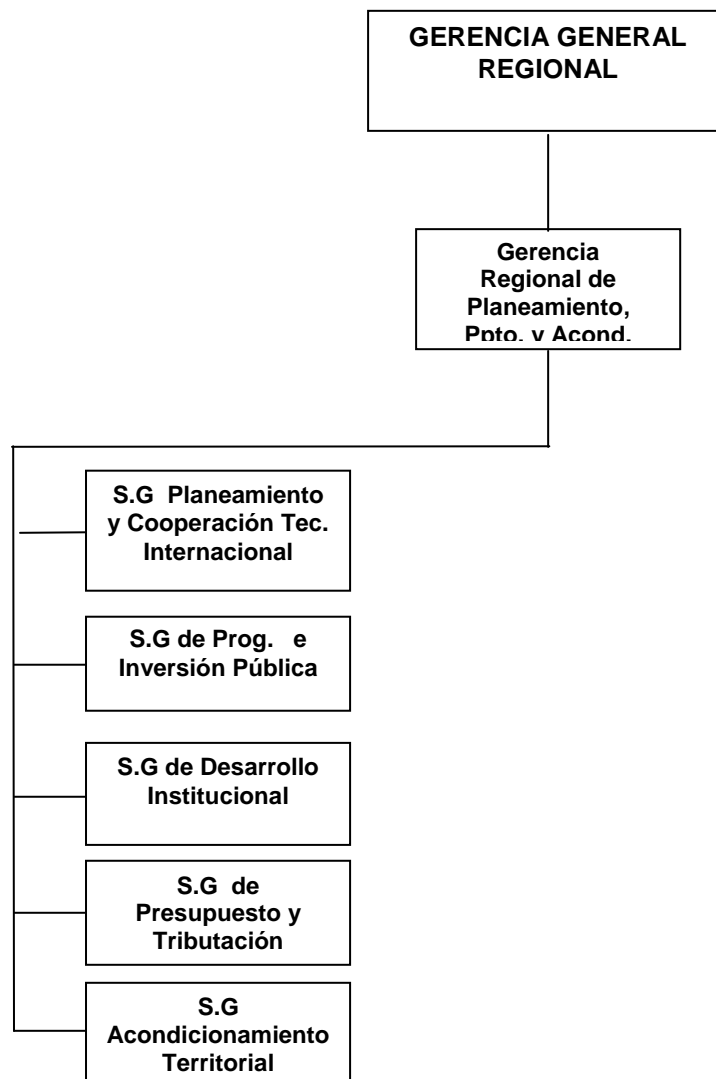 GERENCIA GENERAL
REGIONAL
Gerencia
Regional de
Planeamiento,
Ppto. y Acond.
S.G Planeamiento
y Cooperación Tec.
Internacional
S.G de Prog. e
Inversión Pública
S.G de Desarrollo
Institucional
S.G de
Presupuesto y
Tributación
S.G
Acondicionamiento
Territorial